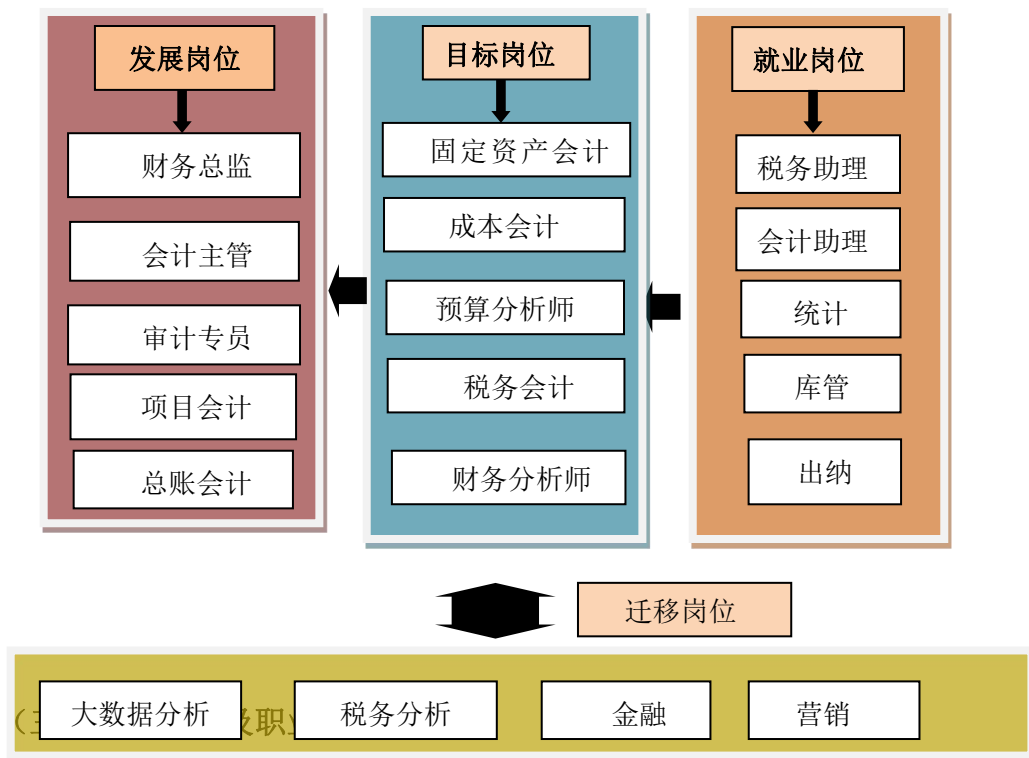 发展岗位
财务总监
会计主管
审计专员
项目会计
总账会计
目标岗位
固定资产会计
成本会计
预算分析师
税务会计
财务分析师
就业岗位
税务助理
会计助理
统计
库管
出纳
迁移岗位
大数据分析
税务分析
金融
营销
及职